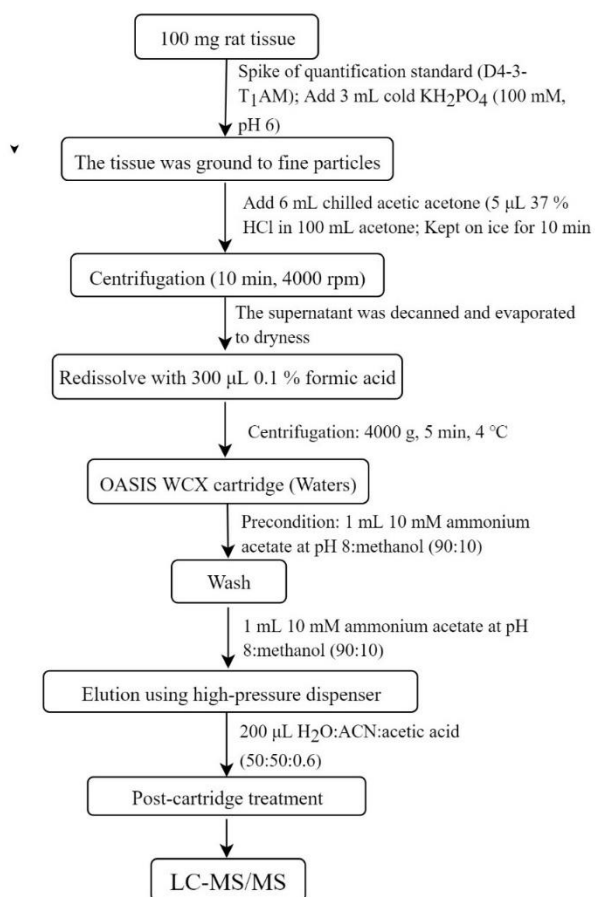 100 mg rat tissue
Spike of quantification standard (D4-3-
T1AM); Add 3 mL cold KH2PO4 (100 mM,
pH 6)
The tissue was ground to fine particles
Add 6 mL chilled acetic acetone (5 μL 37 %
HCl in 100 mL acetone; Kept on ice for 10 min
Centrifugation (10 min, 4000 rpm)
The supernatant was decanned and evaporated
to dryness
Redissolve with 300 μL 0.1 % formic acid
Centrifugation: 4000 g, 5 min, 4 °C
OASIS WCX cartridge (Waters)
Precondition: 1 mL 10 mM ammonium
acetate at pH 8:methanol (90:10)
Wash
1 mL 10 mM ammonium acetate at pH
8:methanol (90:10)
Elution using high-pressure dispenser
200 μL H2O:ACN:acetic acid
(50:50:0.6)
Post-cartridge treatment
LC-MS/MS